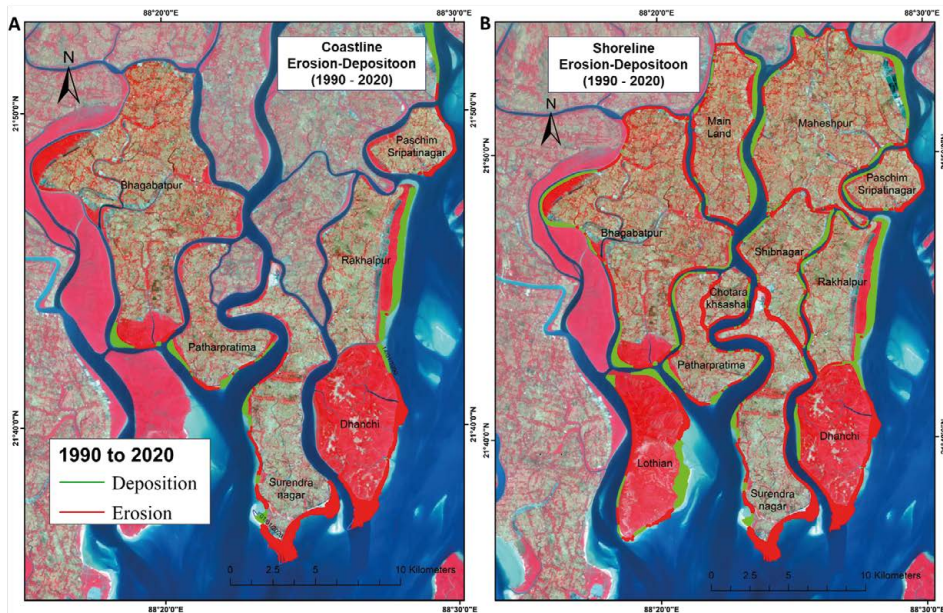 A
88°20'0"E
88°30'0"E
N
Coastline
Erosion-Depositoon
(1990 - 2020)
21°50'0"N
Paschim
Sripatinagar
Bhagabatpur
Rakhalpur
Patharpratima
21°40'0"N
Dhanchi
1990 to 2020
Deposition
Erosion
Surendra
nagar
0 5 10 Kilometers
88°20'0"E
88°30'0"E
B
88°20'0"E
88°30'0"E
N
Shoreline
Erosion-Depositoon
(1990 - 2020)
Main
Land
Maheshpur
21°50'0"N
Paschim
Sripatinagar
Bhagabatpur
Shibnagar
Rakhalpur
Chotara
khsashal
Patharpratima
21°40'0"N
Lothian
Dhanchi
Surendra
nagar
0 5 10 Kilometers
88°20'0"E
88°30'0"E